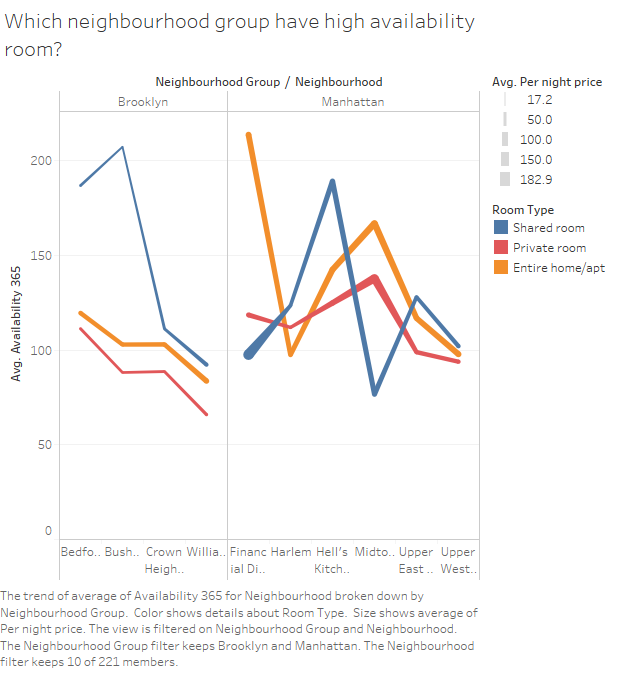 Which neighbourhood group have high availability
room?
Neighbourhood Group / Neighbourhood
Brooklyn
Manhattan
Avg. Availability 365
200
150
100
50
0
Bedfo.. Bush.. Crown Heigh.. Willia.. Financ ial Di.. Harlem Hell's Kitch.. Midto.. Upper East .. Upper West..
Avg. Per night price
17.2
50.0
100.0
150.0
182.9
Room Type
Shared room
Private room
Entire home/apt
The trend of average of Availability 365 for Neighbourhood broken down by
Neighbourhood Group. Color shows details about Room Type. Size shows average of
Per night price. The view is filtered on Neighbourhood Group and Neighbourhood.
The Neighbourhood Group filter keeps Brooklyn and Manhattan. The Neighbourhood
filter keeps 10 of 221 members.